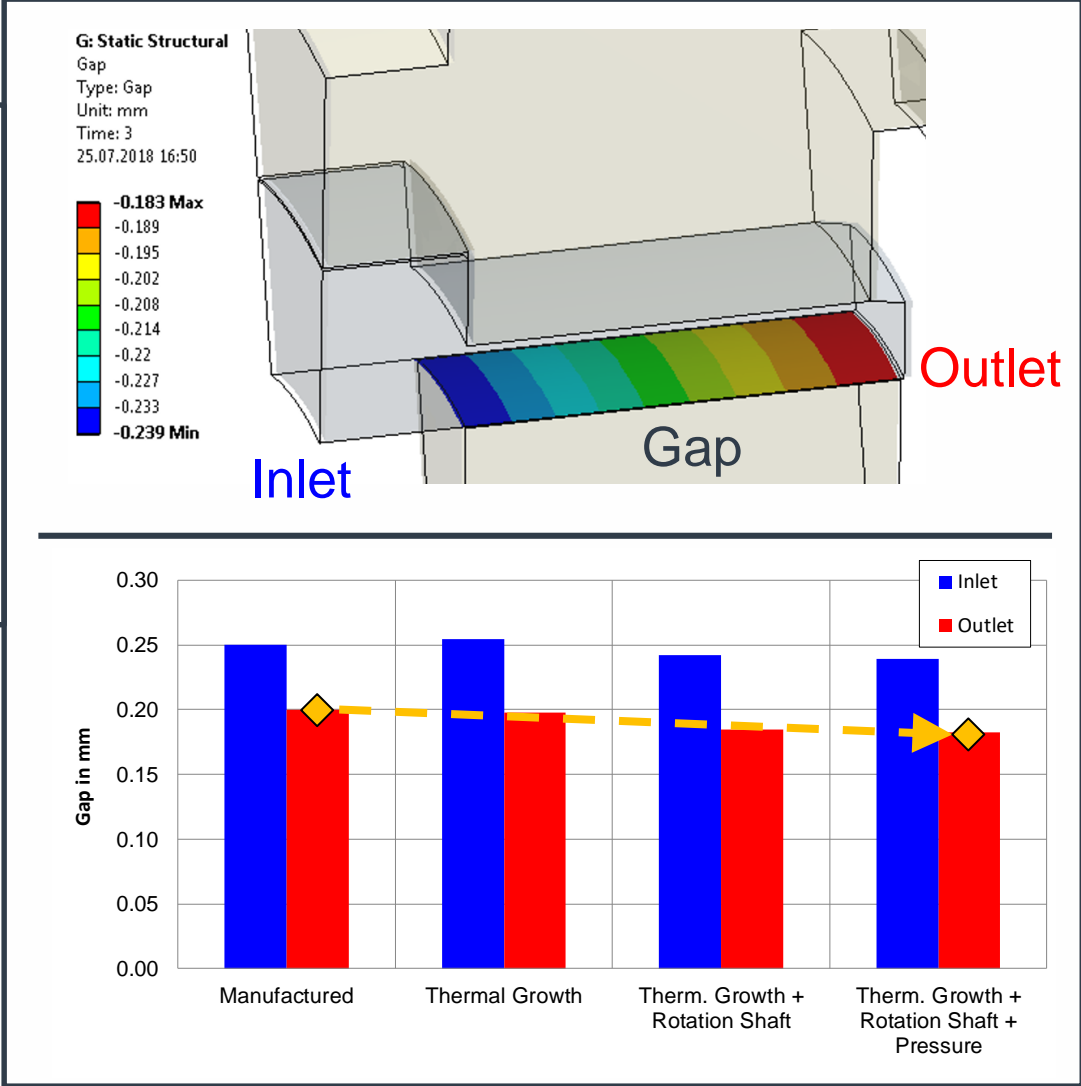 G: Static Structural
Gap
Type: Gap
Unit: mm
Time: 3
25.07.2018 16:50
-0.183 Max
-0.189
-0.195
-0.202
-0.208
-0.214
-0.22
-0.227
-0.233
-0.239 Min
Outlet
Gap
Inlet
Inlet
Outlet
Gap in mm
0.30
0.25
0.20
0.15
0.10
0.05
0.00
Manufactured
Thermal Growth
Therm. Growth +
Rotation Shaft
Therm. Growth +
Rotation Shaft +
Pressure